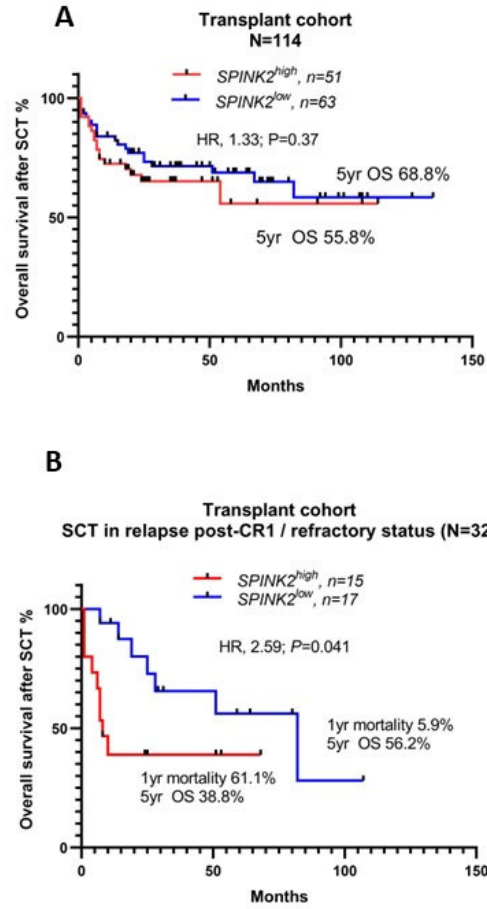 A
Transplant cohort
N=114
SPINK2high, n=51
SPINK2low, n=63
HR, 1.33; P=0.37
5yr OS 68.8%
5yr OS 55.8%
Overall survival after SCT %
100
50
0
0 50 100 150
Months
B
Transplant cohort
SCT in relapse post-CR1 / refractory status (N=32
SPINK2high, n=15
SPINK2low, n=17
HR, 2.59; P=0.041
1yr mortality 5.9%
5yr OS 56.2%
1yr mortality 61.1%
5yr OS 38.8%
Overall survival after SCT %
100
50
0
0 50 100 150
Months